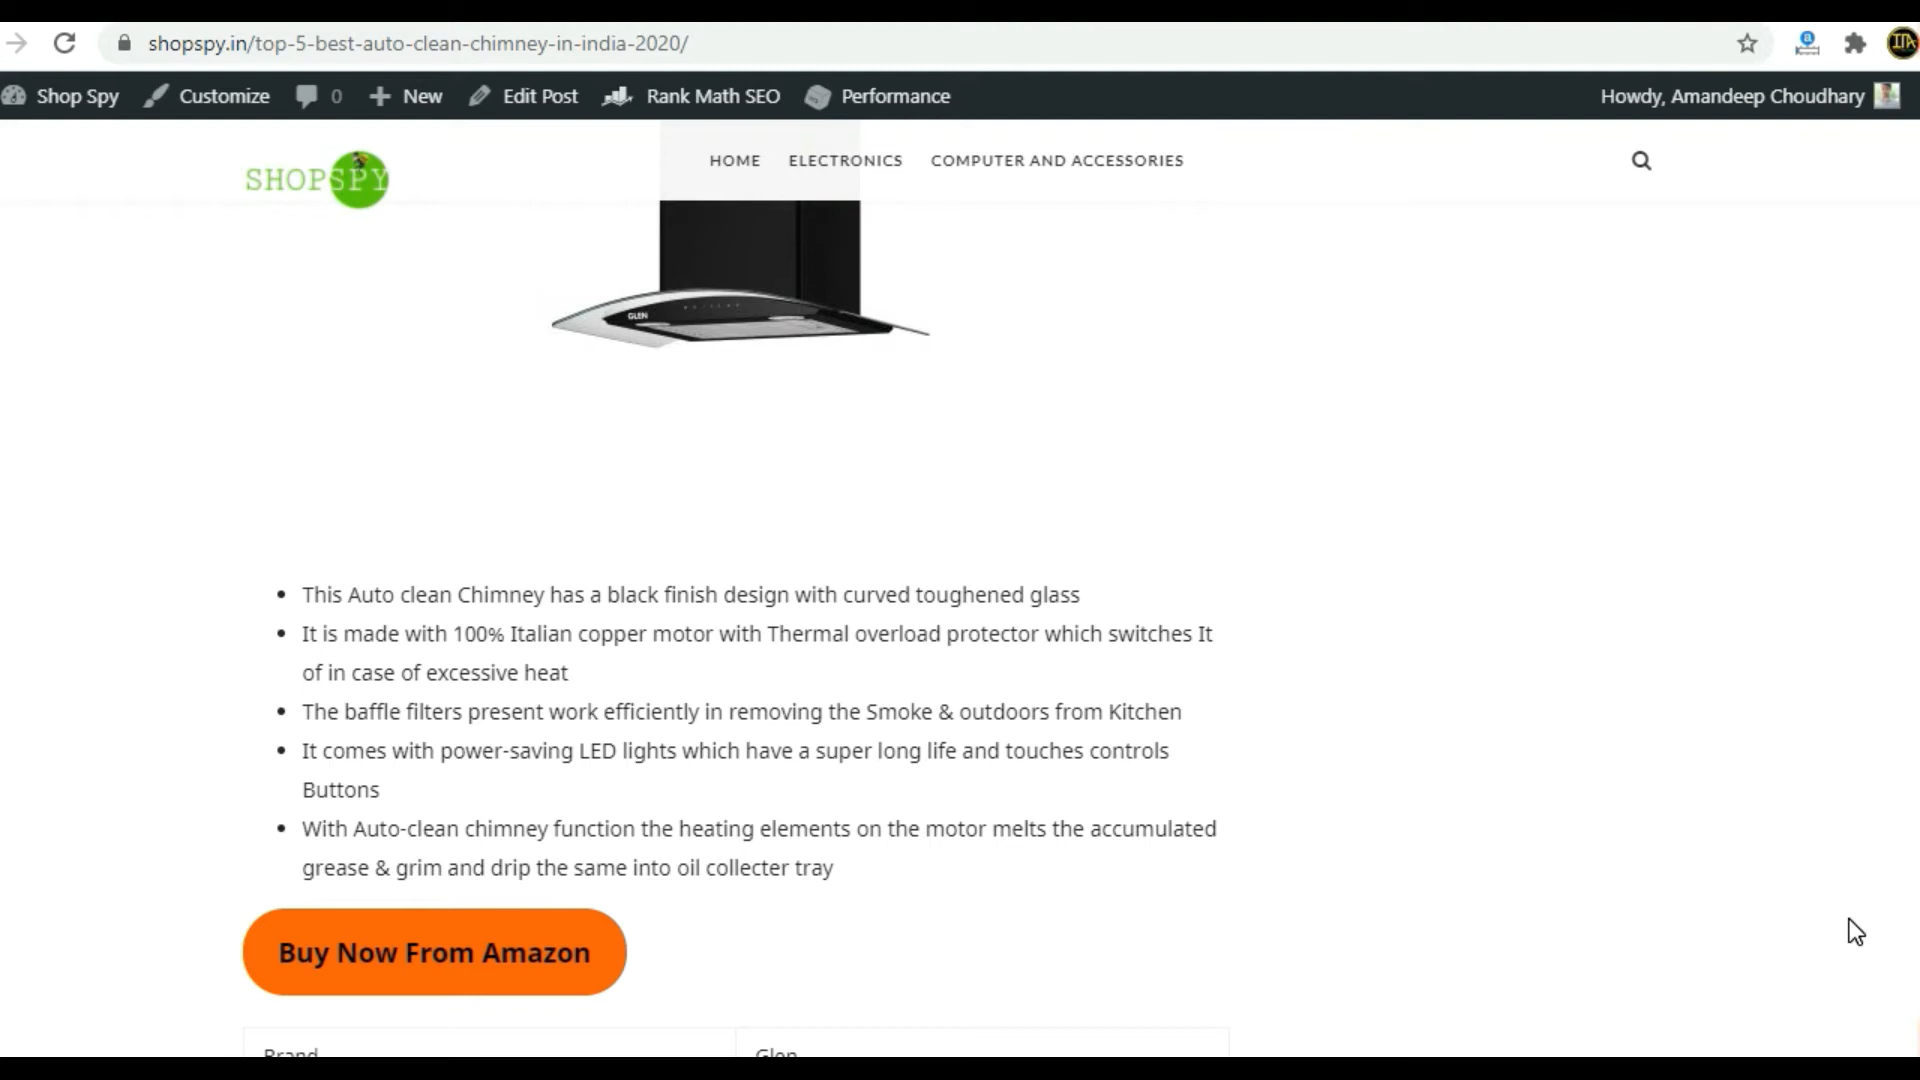 shopspy.in/top-5-best-auto-clean-chimney-in-india-2020/
Shop Spy Customize 0 New Edit Post Rank Math SEO Performance Howdy, Amandeep Choudhary
SHOPSPY
HOME ELECTRONICS COMPUTER AND ACCESSORIES
GLEN
This Auto clean Chimney has a black finish design with curved toughened glass
It is made with 100% Italian copper motor with Thermal overload protector which switches It
of in case of excessive heat
The baffle filters present work efficiently in removing the Smoke & outdoors from Kitchen
It comes with power-saving LED lights which have a super long life and touches controls
Buttons
With Auto-clean chimney function the heating elements on the motor melts the accumulated
grease & grim and drip the same into oil collecter tray
Buy Now From Amazon
Brand Glen